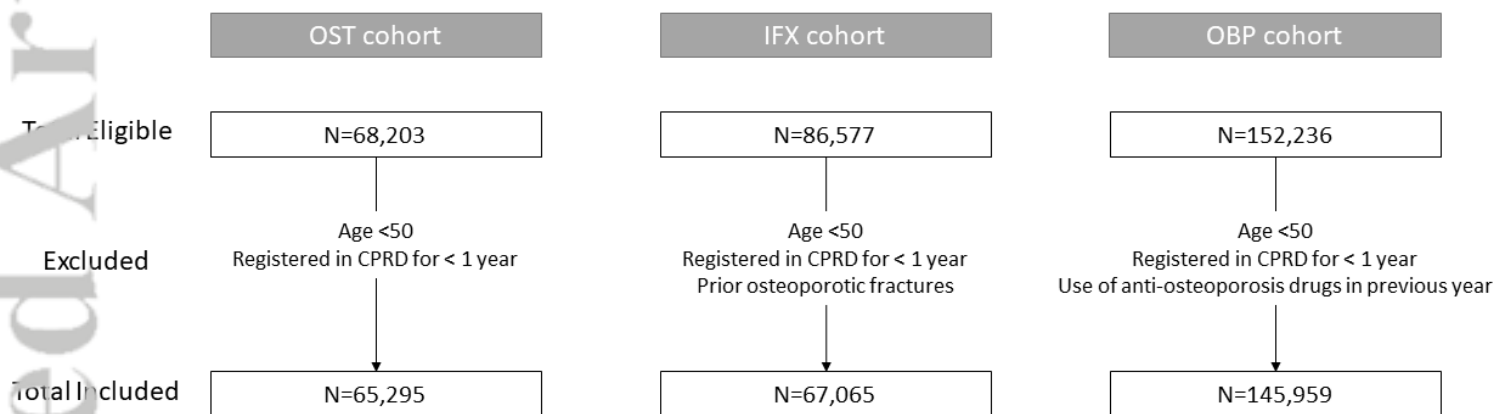 OST cohort IFX cohort OBP cohort
Total Eligible N=68,203 N=86,577 N=152,236
Age <50 Age <50 Age <50
Excluded Registered in CPRD for < 1 year Registered in CPRD for < 1 year Registered in CPRD for < 1 year
Prior osteoporotic fractures Use of anti-osteoporosis drugs in previous year
Total Included N=65,295 N=67,065 N=145,959
ed Ar